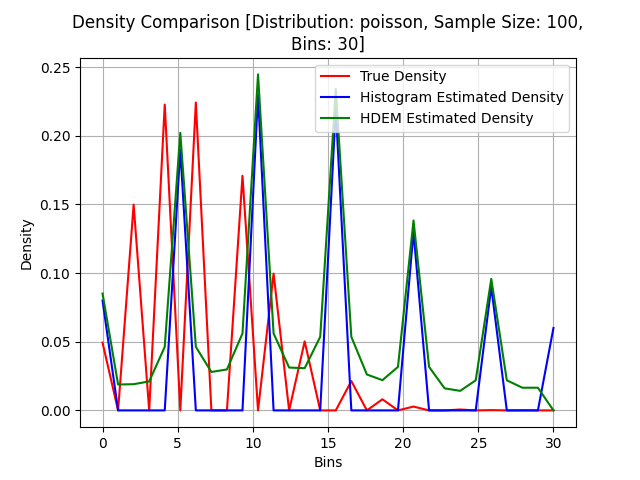 Density Comparison [Distribution: poisson, Sample Size: 100,
Bins: 30]
0.25
0.20
0.15
0.10
0.05
0.00
Density
True Density
Histogram Estimated Density
HDEM Estimated Density
0 5 10 15 20 25 30
Bins